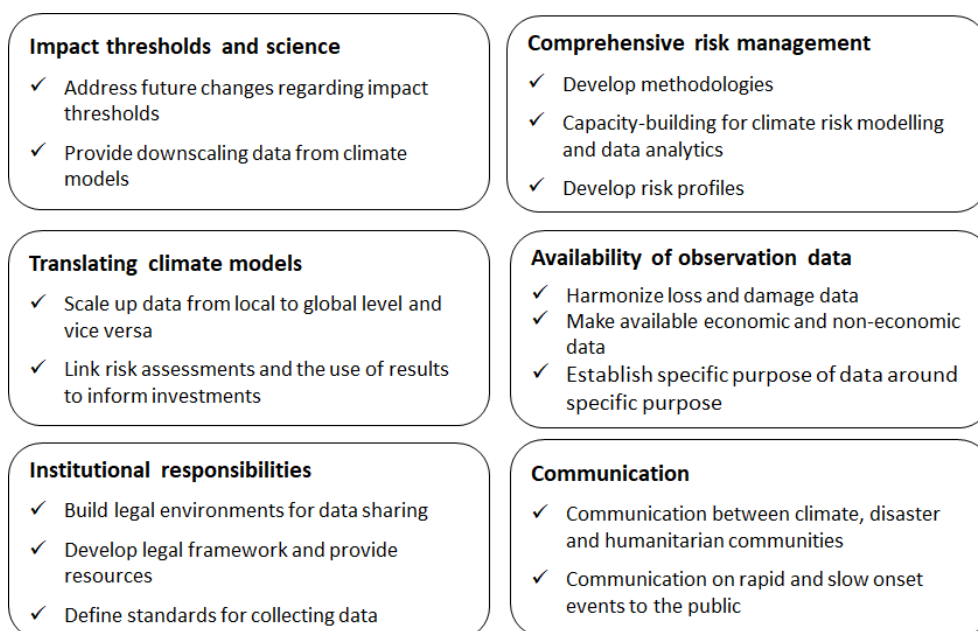 Impact thresholds and science
✓ Address future changes regarding impact
thresholds
✓ Provide downscaling data from climate
models
Comprehensive risk management
✓ Develop methodologies
✓ Capacity-building for climate risk modelling
and data analytics
✓ Develop risk profiles
Translating climate models
✓ Scale up data from local to global level and
vice versa
✓ Link risk assessments and the use of results
to inform investments
Availability of observation data
✓ Harmonize loss and damage data
✓ Make available economic and non-economic
data
✓ Establish specific purpose of data around
specific purpose
Institutional responsibilities
✓ Build legal environments for data sharing
✓ Develop legal framework and provide
resources
✓ Define standards for collecting data
Communication
✓ Communication between climate, disaster
and humanitarian communities
✓ Communication on rapid and slow onset
events to the public